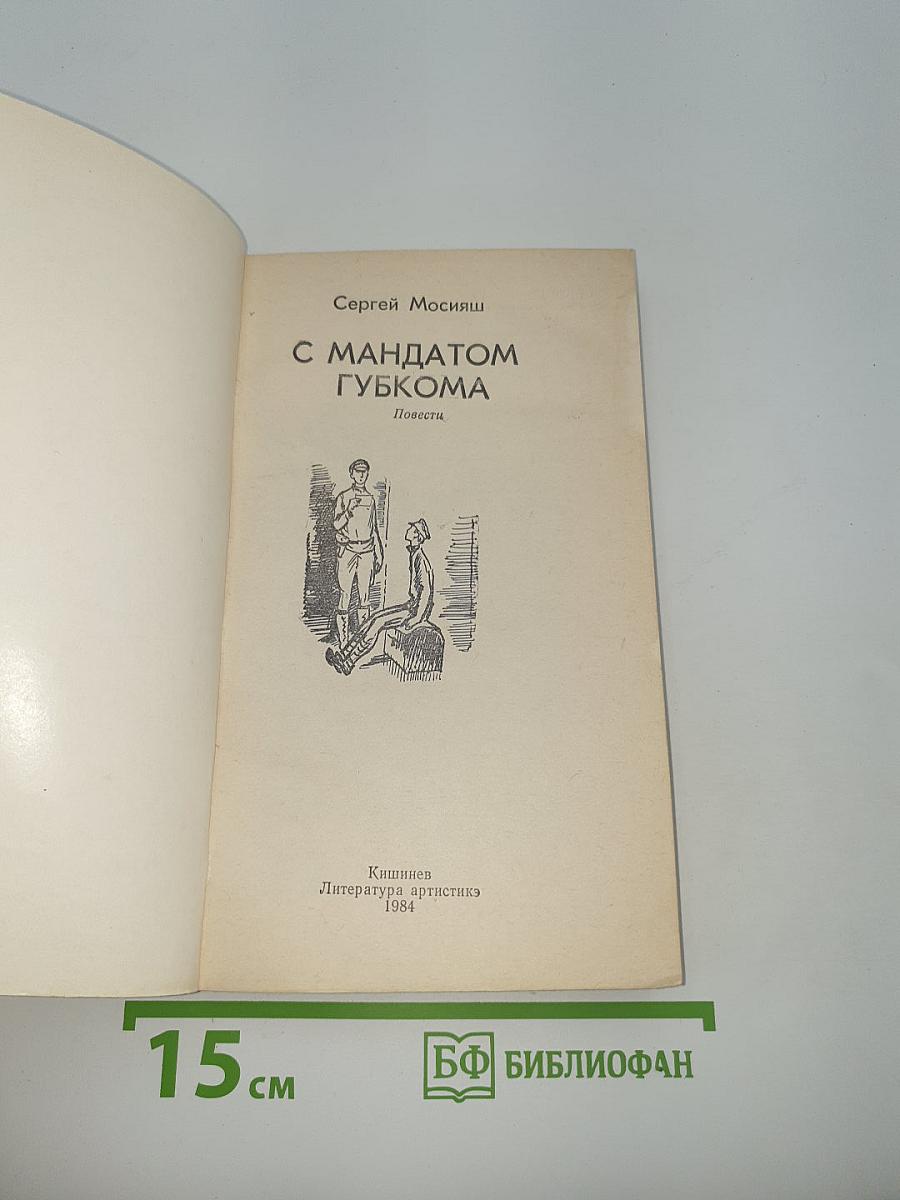 Сергей Мосияш
С МАНДАТОМ
ГУБКОМА
Повести
Кишинев
Литература артистикэ
1984
15 см
БФ БИБЛИОФАН